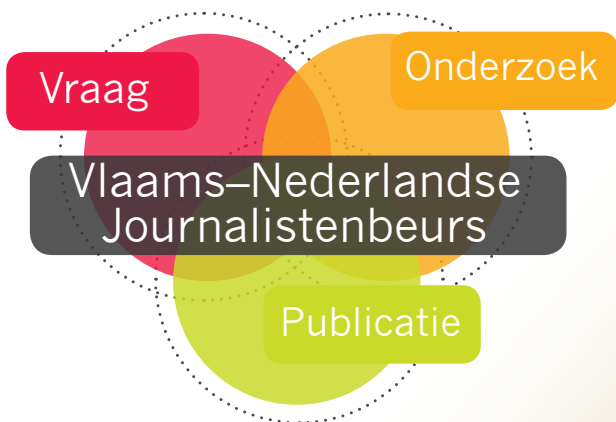 Vraag
Onderzoek
Vlaams–Nederlandse
Journalistenbeurs
Publicatie